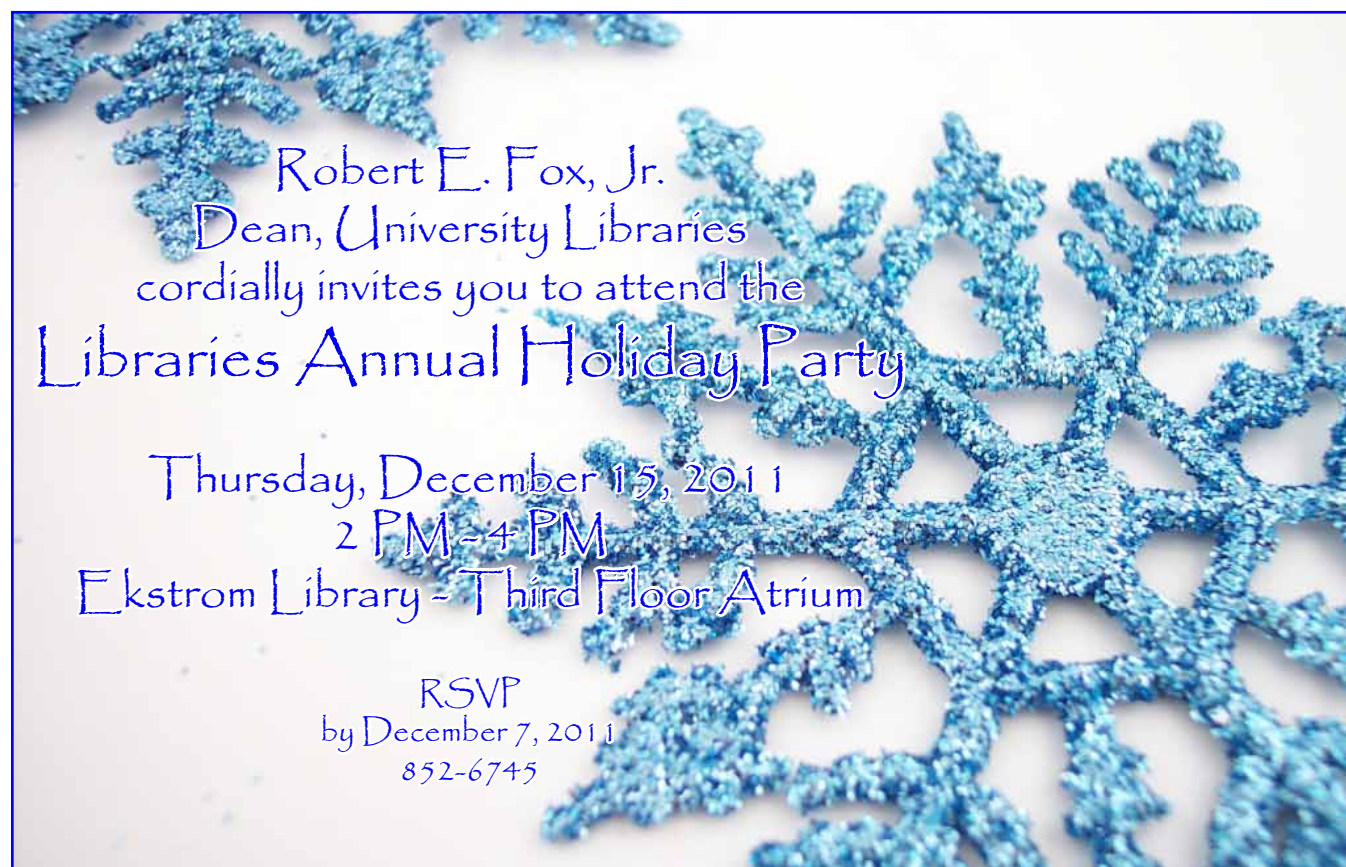 Robert E. Fox, Jr.
Dean, University Libraries
cordially invites you to attend the
Libraries Annual Holiday Party
Thursday, December 15, 2011
2 PM - 4 PM
Ekstrom Library - Third Floor Atrium
RSVP
by December 7, 2011
852-6745